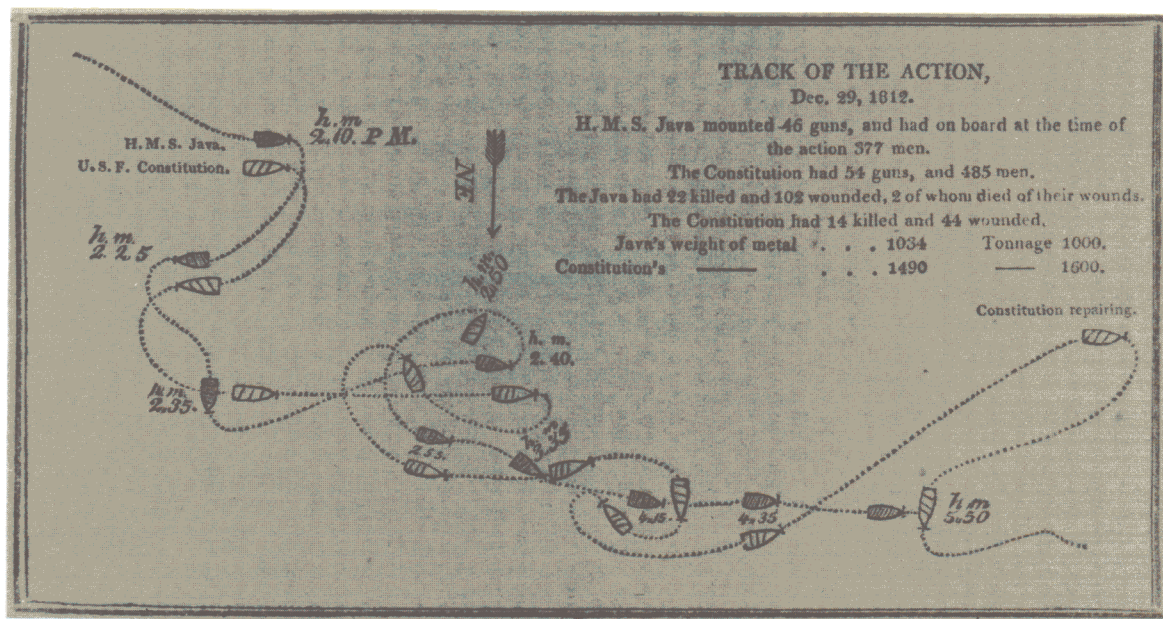 TRACK OF THE ACTION,
Dec. 29, 1812.
H. M. S. Java mounted 46 guns, and had on board at the time of
the action 377 men.
The Constitution had 54 guns, and 485 men.
The Java had 22 killed and 102 wounded, 2 of whom died of their wounds.
The Constitution had 14 killed and 44 wounded.
Java's weight of metal . . . 1034 Tonnage 1000.
Constitution's —— . . . 1490 —— 1600.
h. m
2.10. P M.
H. M. S. Java.
U. S. F. Constitution.
NE
h. m.
2 2 5
h. m.
2.50
Constitution repairing.
h. m.
2. 40.
h. m.
2.35.
h. m.
3.35
2.55.
4.15.
4.35
h m
5.50